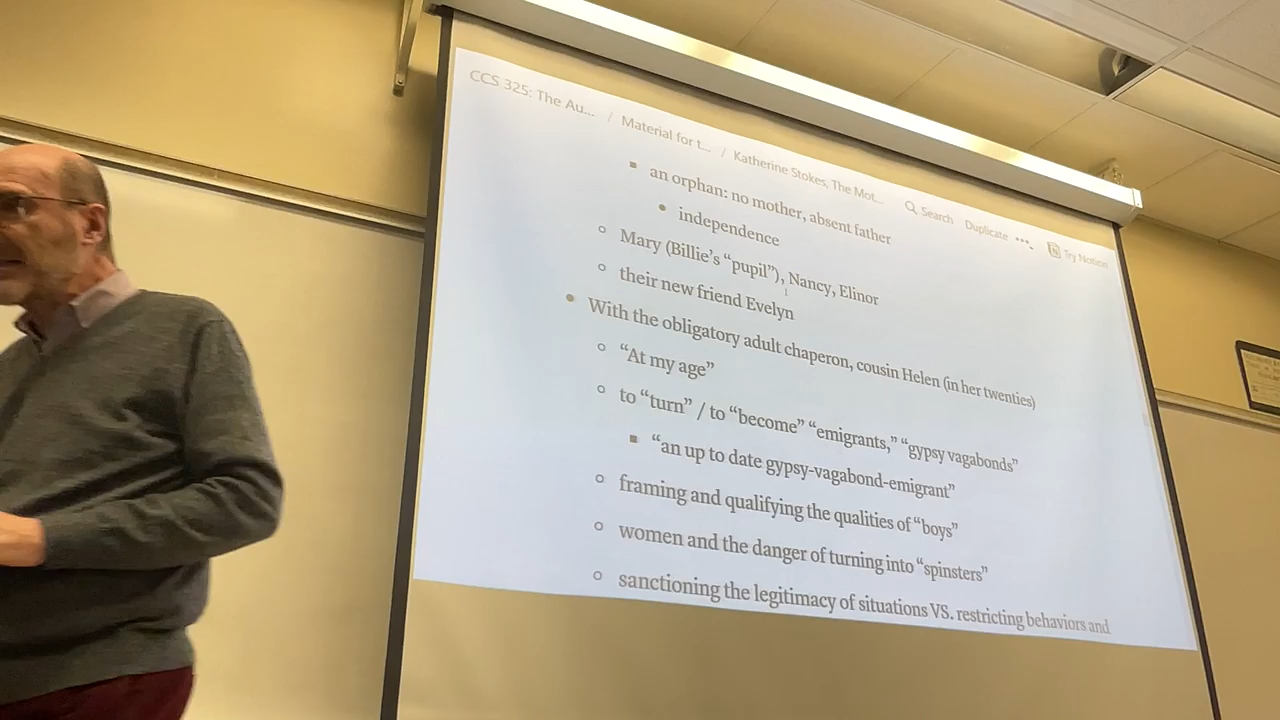 CCS 325: The Au... / Material for t... / Katherine Stokes, The Mot... Search Duplicate ••• Try Notion
an orphan: no mother, absent father
independence
Mary (Billie's “pupil”), Nancy, Elinor
their new friend Evelyn
With the obligatory adult chaperon, cousin Helen (in her twenties)
“At my age”
to “turn” / to “become” “emigrants,” “gypsy vagabonds”
“an up to date gypsy-vagabond-emigrant”
framing and qualifying the qualities of “boys”
women and the danger of turning into “spinsters”
sanctioning the legitimacy of situations VS. restricting behaviors and